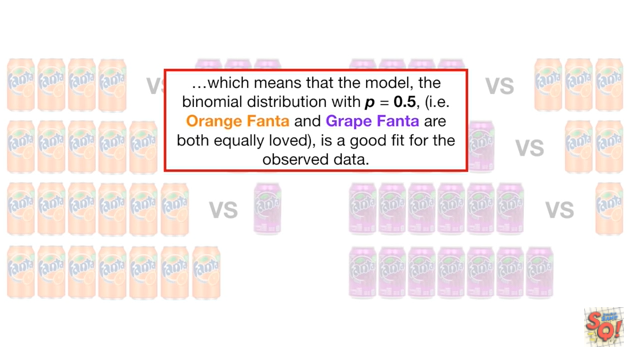 …which means that the model, the
binomial distribution with p = 0.5, (i.e.
Orange Fanta and Grape Fanta are
both equally loved), is a good fit for the
observed data.
VS
VS
VS
VS
VS
SO!